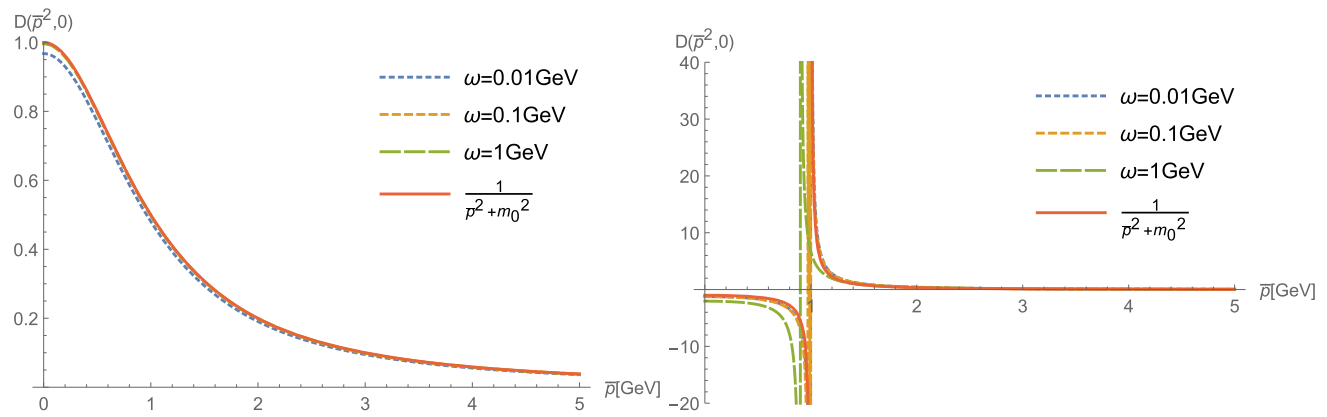 D(p̅²,0)
1.0
0.8
0.6
0.4
0.2
0
1
2
3
4
5
p̅[GeV]
ω=0.01GeV
ω=0.1GeV
ω=1GeV
1
p̅²+m₀²
D(p̅²,0)
40
30
20
10
−10
−20
1
2
3
4
5
p̅[GeV]
ω=0.01GeV
ω=0.1GeV
ω=1GeV
1
p̅²+m₀²